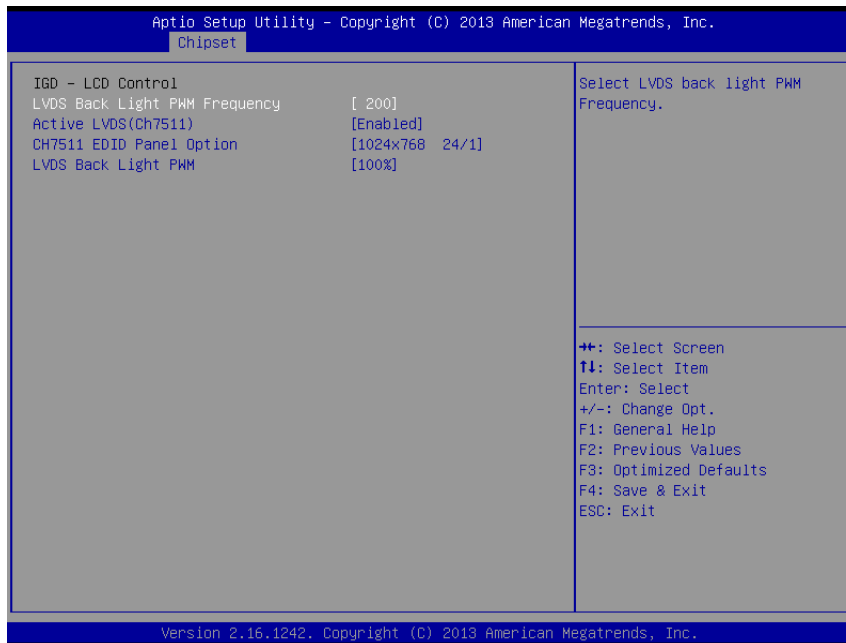 Aptio Setup Utility – Copyright (C) 2013 American Megatrends, Inc.
Chipset
IGD – LCD Control
LVDS Back Light PWM Frequency [ 200]
Active LVDS(Ch7511) [Enabled]
CH7511 EDID Panel Option [1024x768 24/1]
LVDS Back Light PWM [100%]
Select LVDS back light PWM
Frequency.
→←: Select Screen
↑↓: Select Item
Enter: Select
+/-: Change Opt.
F1: General Help
F2: Previous Values
F3: Optimized Defaults
F4: Save & Exit
ESC: Exit
Version 2.16.1242. Copyright (C) 2013 American Megatrends, Inc.